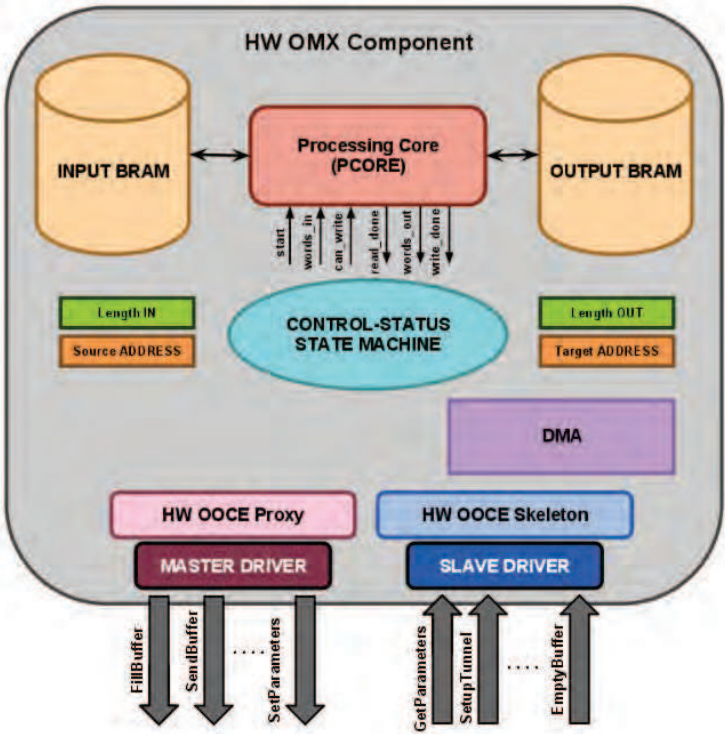 HW OMX Component
INPUT BRAM
Processing Core
(PCORE)
OUTPUT BRAM
start
words_in
can_write
read_done
words_out
write_done
Length IN
Source ADDRESS
CONTROL-STATUS
STATE MACHINE
Length OUT
Target ADDRESS
DMA
HW OOCE Proxy
HW OOCE Skeleton
MASTER DRIVER
SLAVE DRIVER
FillBuffer
SendBuffer
....
SetParameters
GetParameters
SetupTunnel
....
EmptyBuffer